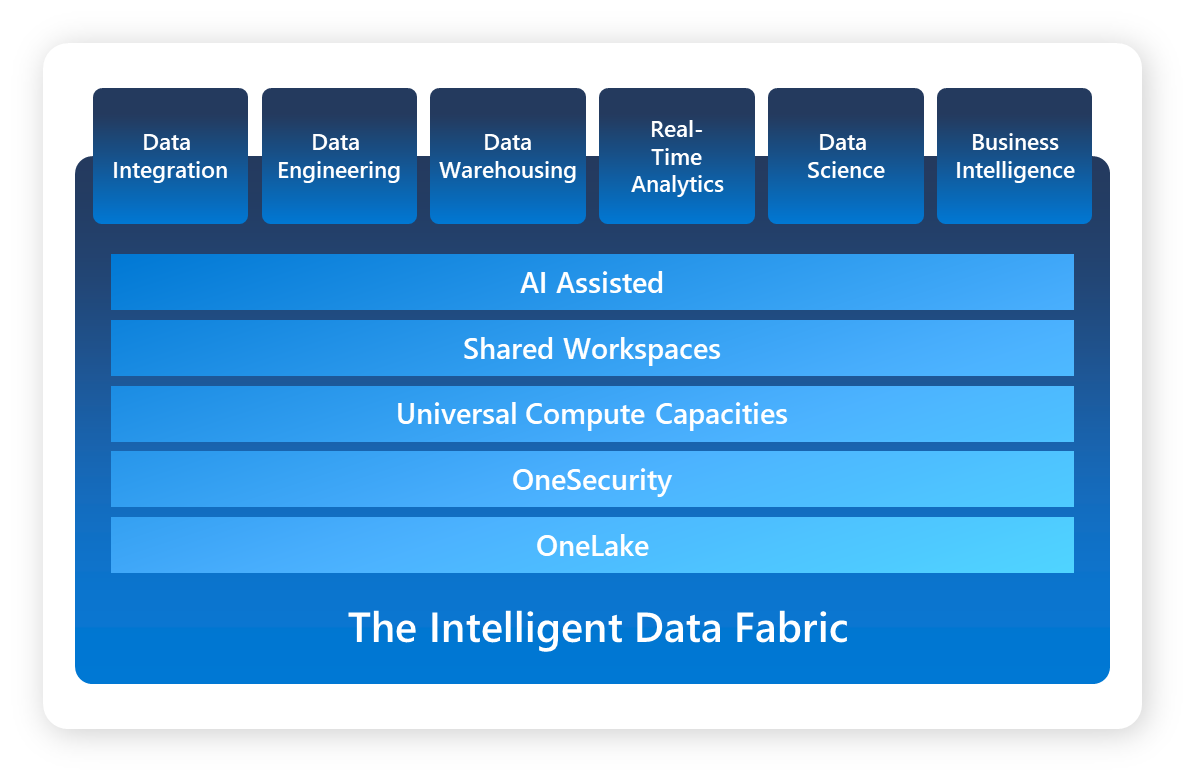 Data
Integration
Data
Engineering
Data
Warehousing
Real-
Time
Analytics
Data
Science
Business
Intelligence
AI Assisted
Shared Workspaces
Universal Compute Capacities
OneSecurity
OneLake
The Intelligent Data Fabric